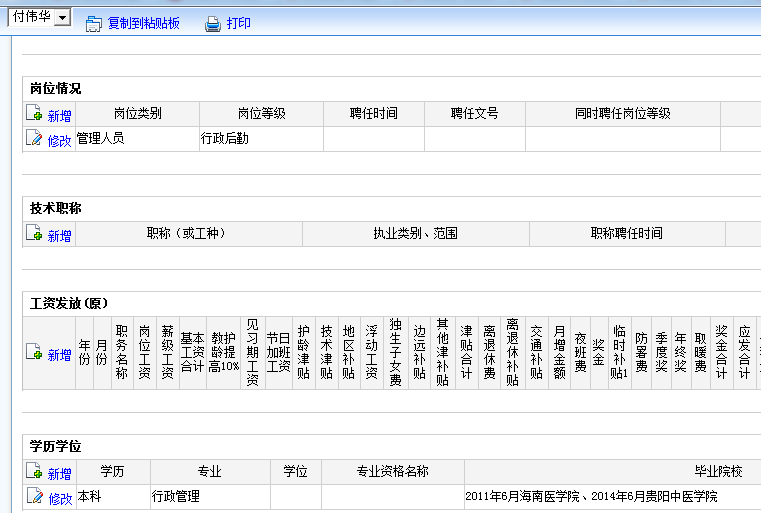 付伟华 复制到粘贴板 打印
岗位情况
新增 岗位类别 岗位等级 聘任时间 聘任文号 同时聘任岗位等级
修改 管理人员 行政后勤
技术职称
新增 职称（或工种） 执业类别、范围 职称聘任时间
工资发放(原)
新增 年份 月份 职务名称 岗位工资 薪级工资 基本工资合计 教护龄提高10% 见习期工资 节日加班工资 护龄津贴 技术津贴 地区补贴 浮动工资 独生子女费 边远补贴 其他津补贴 津贴合计 离退休费 离退休补贴 交通补贴 月增金额 夜班费 奖金 临时补贴1 防署费 季度奖 年终奖 取暖费 奖金合计 应发合计
学历学位
新增 学历 专业 学位 专业资格名称 毕业院校
修改 本科 行政管理 2011年6月海南医学院、2014年6月贵阳中医学院